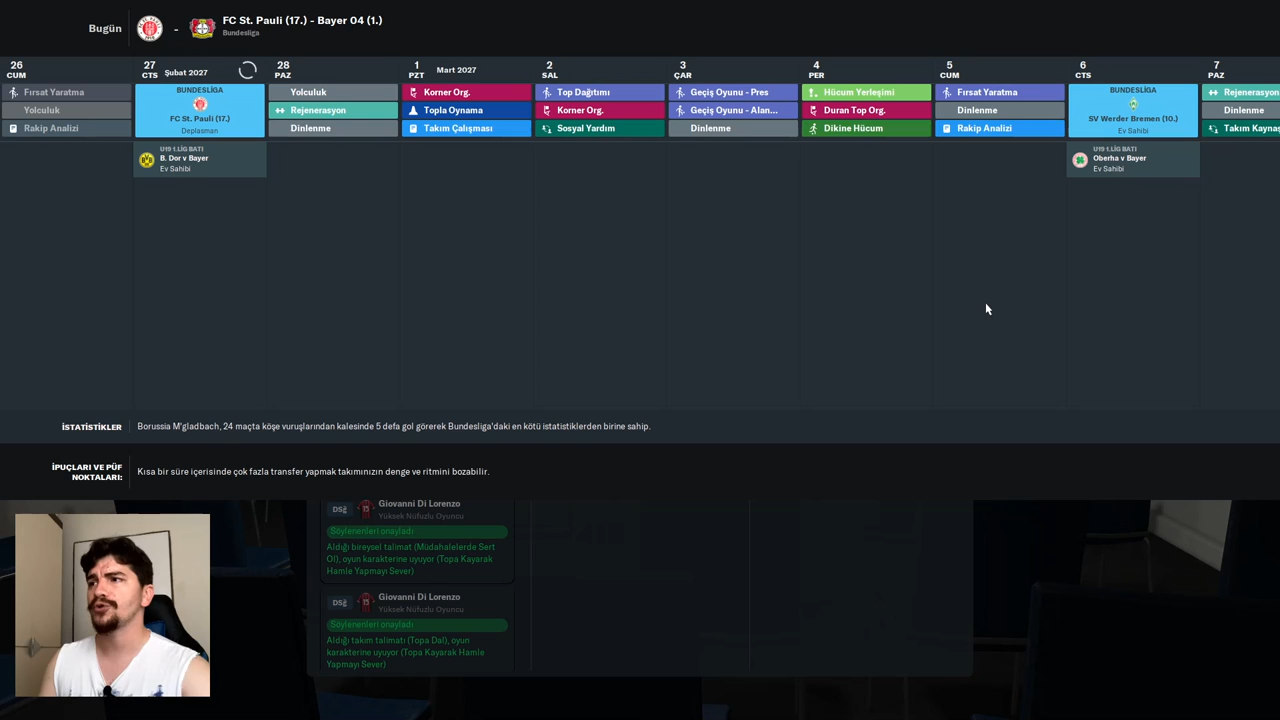 Bugün
-
FC St. Pauli (17.) - Bayer 04 (1.)
Bundesliga
26
CUM
27
CTS
Şubat 2027
28
PAZ
1
PZT
Mart 2027
2
SAL
3
ÇAR
4
PER
5
CUM
6
CTS
7
PAZ
Fırsat Yaratma
Yolculuk
Rakip Analizi
BUNDESLİGA
FC St. Pauli (17.)
Deplasman
U19 1.LİG BATI
B. Dor v Bayer
Ev Sahibi
Yolculuk
Rejenerasyon
Dinlenme
Korner Org.
Topla Oynama
Takım Çalışması
Top Dağıtımı
Korner Org.
Sosyal Yardım
Geçiş Oyunu - Pres
Geçiş Oyunu - Alan...
Dinlenme
Hücum Yerleşimi
Duran Top Org.
Dikine Hücum
Fırsat Yaratma
Dinlenme
Rakip Analizi
BUNDESLİGA
SV Werder Bremen (10.)
Ev Sahibi
U19 1.LİG BATI
Oberha v Bayer
Ev Sahibi
Rejenerasyon
Dinlenme
Takım Kayna
İSTATİSTİKLER
Borussia M'gladbach, 24 maçta köşe vuruşlarından kalesinde 5 defa gol görerek Bundesliga'daki en kötü istatistiklerden birine sahip.
İPUÇLARI VE PÜF
NOKTALARI:
Kısa bir süre içerisinde çok fazla transfer yapmak takımınızın denge ve ritmini bozabilir.
DSğ
Giovanni Di Lorenzo
Yüksek Nüfuzlu Oyuncu
Söylenenleri onayladı
Aldığı bireysel talimat (Müdahalelerde Sert
Ol), oyun karakterine uyuyor (Topa Kayarak
Hamle Yapmayı Sever)
DSğ
Giovanni Di Lorenzo
Yüksek Nüfuzlu Oyuncu
Söylenenleri onayladı
Aldığı takım talimatı (Topa Dal), oyun
karakterine uyuyor (Topa Kayarak Hamle
Yapmayı Sever)